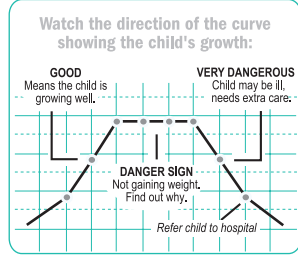 Watch the direction of the curve
showing the child's growth:
GOOD
Means the child is
growing well.
VERY DANGEROUS
Child may be ill,
needs extra care.
DANGER SIGN
Not gaining weight.
Find out why.
Refer child to hospital